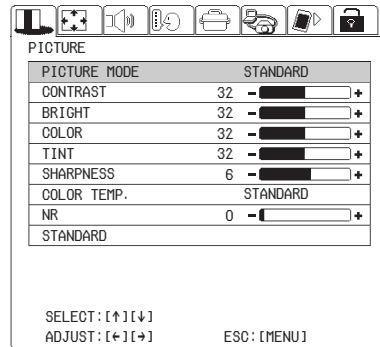 PICTURE
PICTURE MODE STANDARD
CONTRAST 32 − +
BRIGHT 32 − +
COLOR 32 − +
TINT 32 − +
SHARPNESS 6 − +
COLOR TEMP. STANDARD
NR 0 − +
STANDARD
SELECT:[↑][↓]
ADJUST:[←][→] ESC:[MENU]